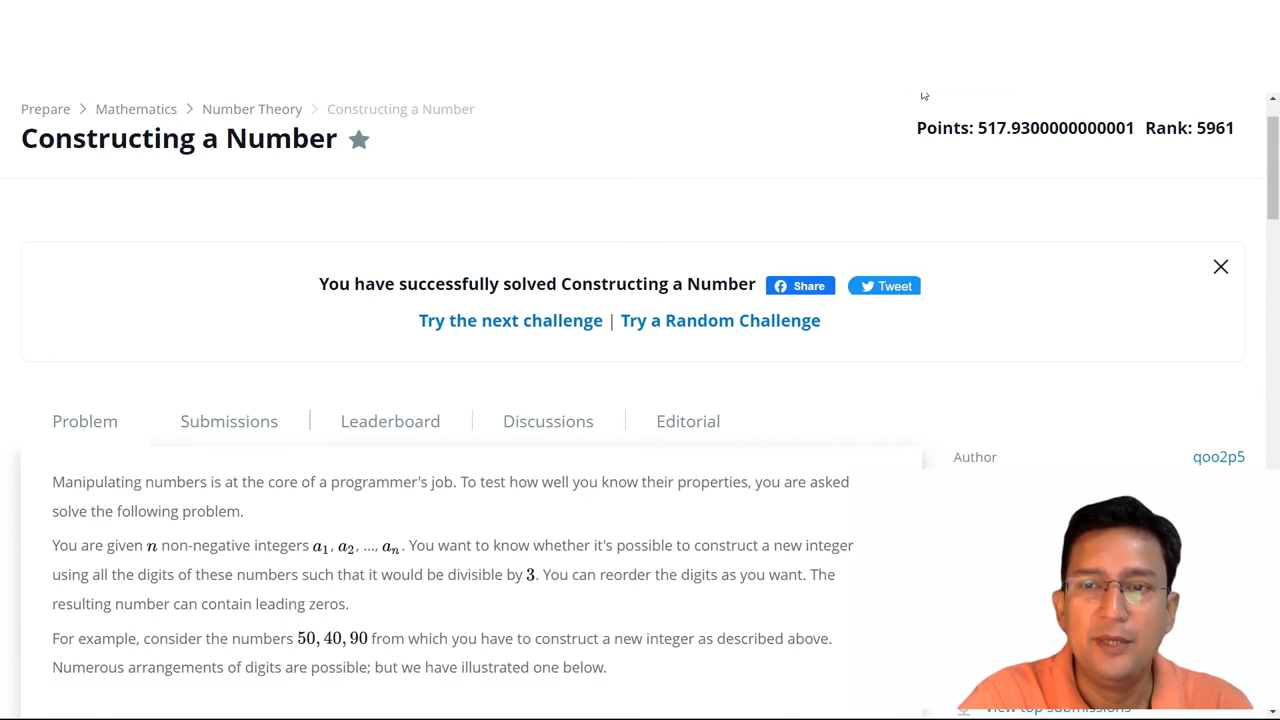 Prepare > Mathematics > Number Theory > Constructing a Number
Constructing a Number
Points: 517.9300000000001 Rank: 5961
You have successfully solved Constructing a Number Share Tweet
Try the next challenge | Try a Random Challenge
Problem Submissions Leaderboard Discussions Editorial
Author qoo2p5
Manipulating numbers is at the core of a programmer's job. To test how well you know their properties, you are asked
solve the following problem.
You are given n non-negative integers a1, a2, ..., an. You want to know whether it's possible to construct a new integer
using all the digits of these numbers such that it would be divisible by 3. You can reorder the digits as you want. The
resulting number can contain leading zeros.
For example, consider the numbers 50, 40, 90 from which you have to construct a new integer as described above.
Numerous arrangements of digits are possible; but we have illustrated one below.
View top submissions